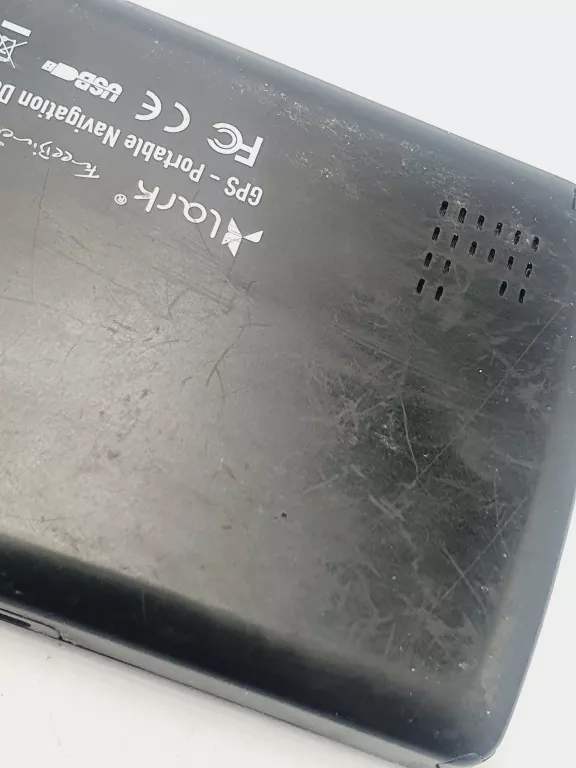 lark ®
GPS - Portable Navigation
FC CE USB